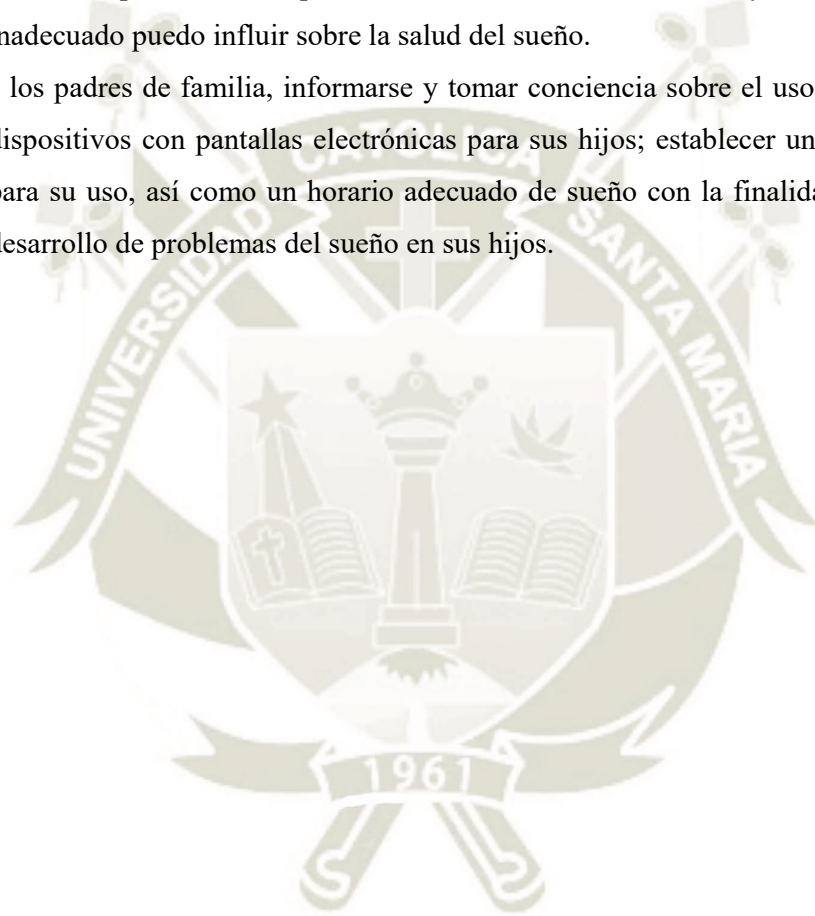 inadecuado puedo influir sobre la salud del sueño.
los padres de familia, informarse y tomar conciencia sobre el uso
dispositivos con pantallas electrónicas para sus hijos; establecer un
para su uso, así como un horario adecuado de sueño con la finalida
desarrollo de problemas del sueño en sus hijos.
UNIVERSIDAD CATOLICA SANTA MARIA
1961